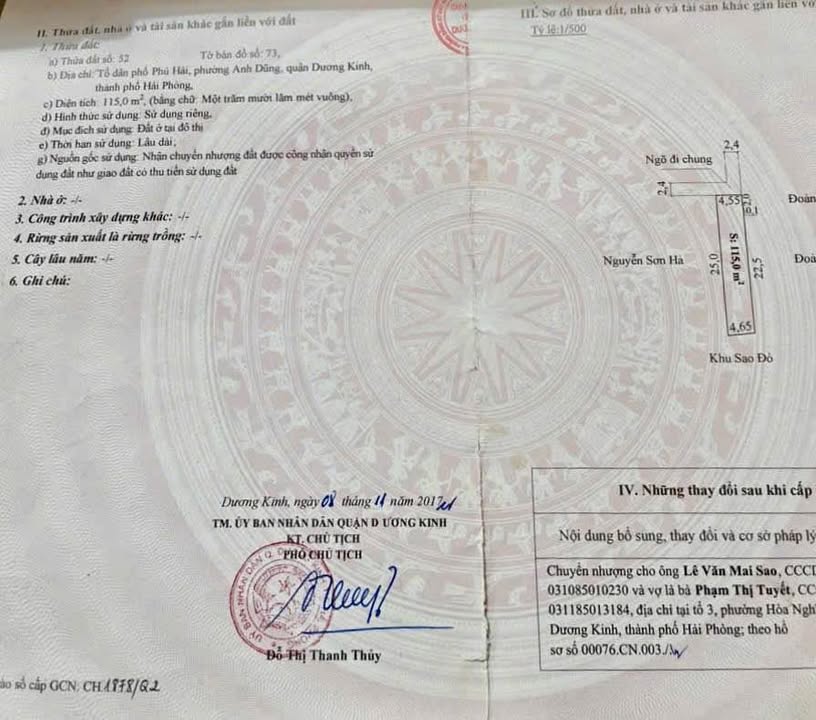 II. Thửa đất, nhà ở và tài sản khác gắn liền với đất
1. Thửa đất:
a) Thửa đất số: 52 Tờ bản đồ số: 73,
b) Địa chỉ: Tổ dân phố Phú Hải, phường Anh Dũng, quận Dương Kinh,
thành phố Hải Phòng,
c) Diện tích: 115,0 m², (bằng chữ: Một trăm mười lăm mét vuông),
d) Hình thức sử dụng: Sử dụng riêng,
đ) Mục đích sử dụng: Đất ở tại đô thị
e) Thời hạn sử dụng: Lâu dài;
g) Nguồn gốc sử dụng: Nhận chuyển nhượng đất được công nhận quyền sử
dụng đất như giao đất có thu tiền sử dụng đất
2. Nhà ở: -/-
3. Công trình xây dựng khác: -/-
4. Rừng sản xuất là rừng trồng: -/-
5. Cây lâu năm: -/-
6. Ghi chú:
Dương Kinh, ngày 08 tháng 11 năm 2017
TM. ỦY BAN NHÂN DÂN QUẬN DƯƠNG KINH
KT. CHỦ TỊCH
PHÓ CHỦ TỊCH
Đỗ Thị Thanh Thủy
ào sổ cấp GCN: CH1878/Q2
III. Sơ đồ thửa đất, nhà ở và tài sản khác gắn liền vớ
Tỷ lệ:1/500
2,4
Ngõ đi chung
2,4
4,55
0,1
Đoàn
S: 115,0 m²
Nguyễn Sơn Hà
25,0
22,5
Đoà
4,65
Khu Sao Đỏ
IV. Những thay đổi sau khi cấp
Nội dung bổ sung, thay đổi và cơ sở pháp lý
Chuyển nhượng cho ông Lê Văn Mai Sao, CCCD
031085010230 và vợ là bà Phạm Thị Tuyết, CC
031185013184, địa chỉ tại tổ 3, phường Hòa Ngh
Dương Kinh, thành phố Hải Phòng; theo hồ
sơ số 00076.CN.003./